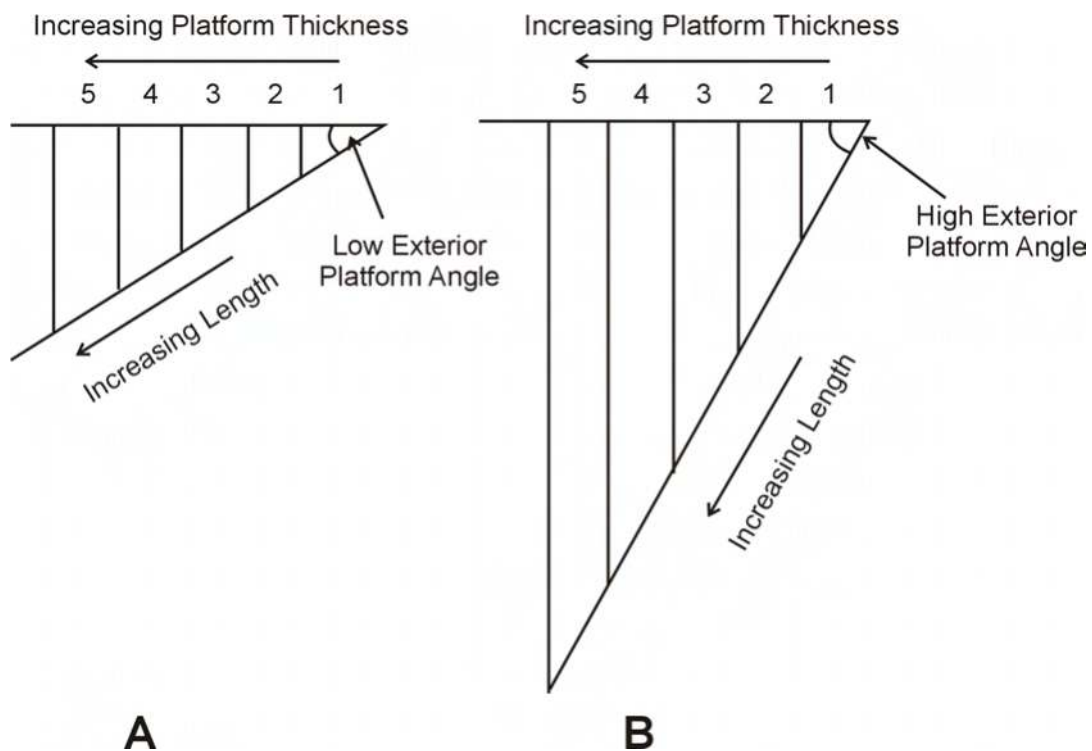 Increasing Platform Thickness
5 4 3 2 1
Low Exterior
Platform Angle
Increasing Length
A
Increasing Platform Thickness
5 4 3 2 1
High Exterior
Platform Angle
Increasing Length
B